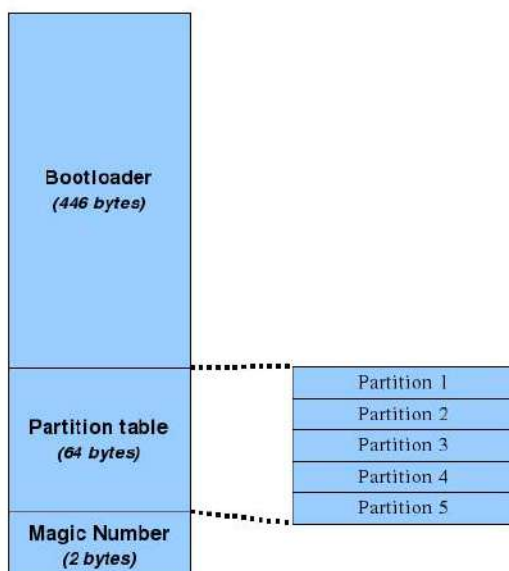 Bootloader
(446 bytes)
Partition table
(64 bytes)
Magic Number
(2 bytes)
Partition 1
Partition 2
Partition 3
Partition 4
Partition 5